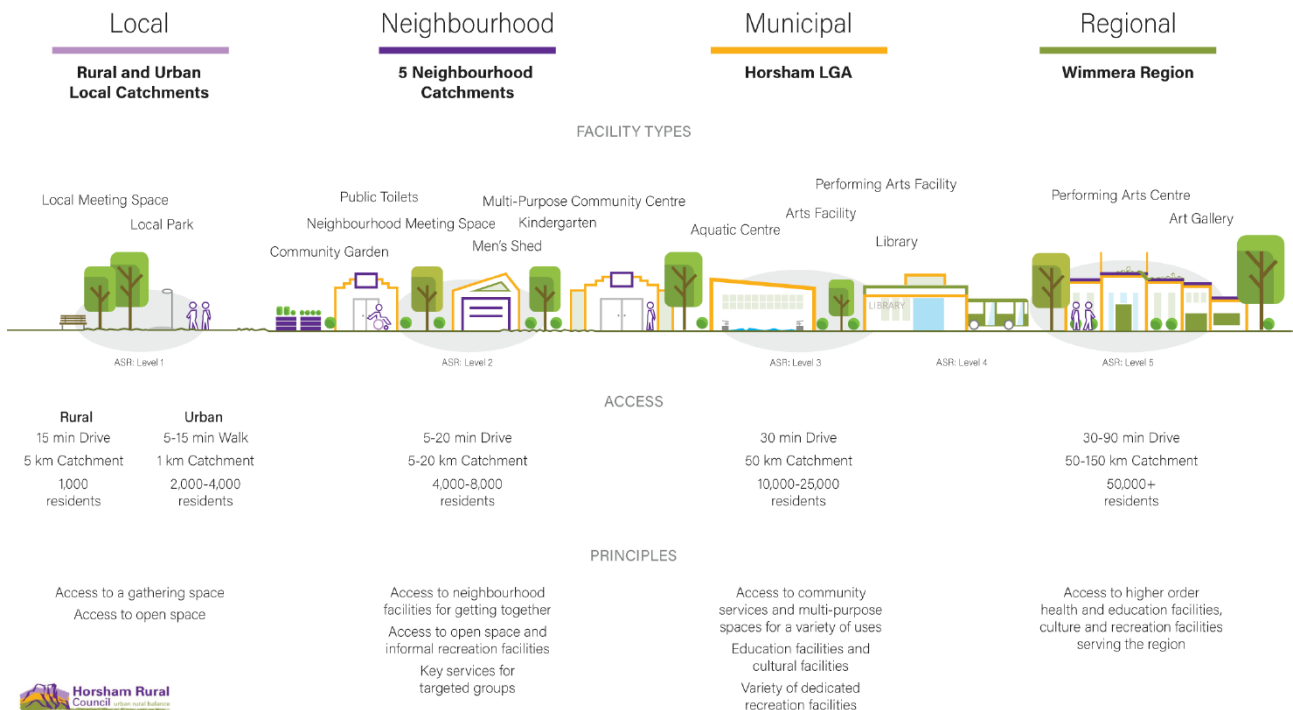 Local
Neighbourhood
Municipal
Regional
Rural and Urban
Local Catchments
5 Neighbourhood
Catchments
Horsham LGA
Wimmera Region
FACILITY TYPES
Local Meeting Space
Local Park
Public Toilets
Neighbourhood Meeting Space
Community Garden
Multi-Purpose Community Centre
Kindergarten
Men's Shed
Performing Arts Facility
Arts Facility
Aquatic Centre
Library
Performing Arts Centre
Art Gallery
LIBRARY
ASR: Level 1
ASR: Level 2
ASR: Level 3
ASR: Level 4
ASR: Level 5
ACCESS
Rural
15 min Drive
5 km Catchment
1,000
residents
Urban
5-15 min Walk
1 km Catchment
2,000-4,000
residents
5-20 min Drive
5-20 km Catchment
4,000-8,000
residents
30 min Drive
50 km Catchment
10,000-25,000
residents
30-90 min Drive
50-150 km Catchment
50,000+
residents
PRINCIPLES
Access to a gathering space
Access to open space
Access to neighbourhood
facilities for getting together
Access to open space and
informal recreation facilities
Key services for
targeted groups
Access to community
services and multi-purpose
spaces for a variety of uses
Education facilities and
cultural facilities
Variety of dedicated
recreation facilities
Access to higher order
health and education facilities,
culture and recreation facilities
serving the region
Horsham Rural
Council urban rural balance